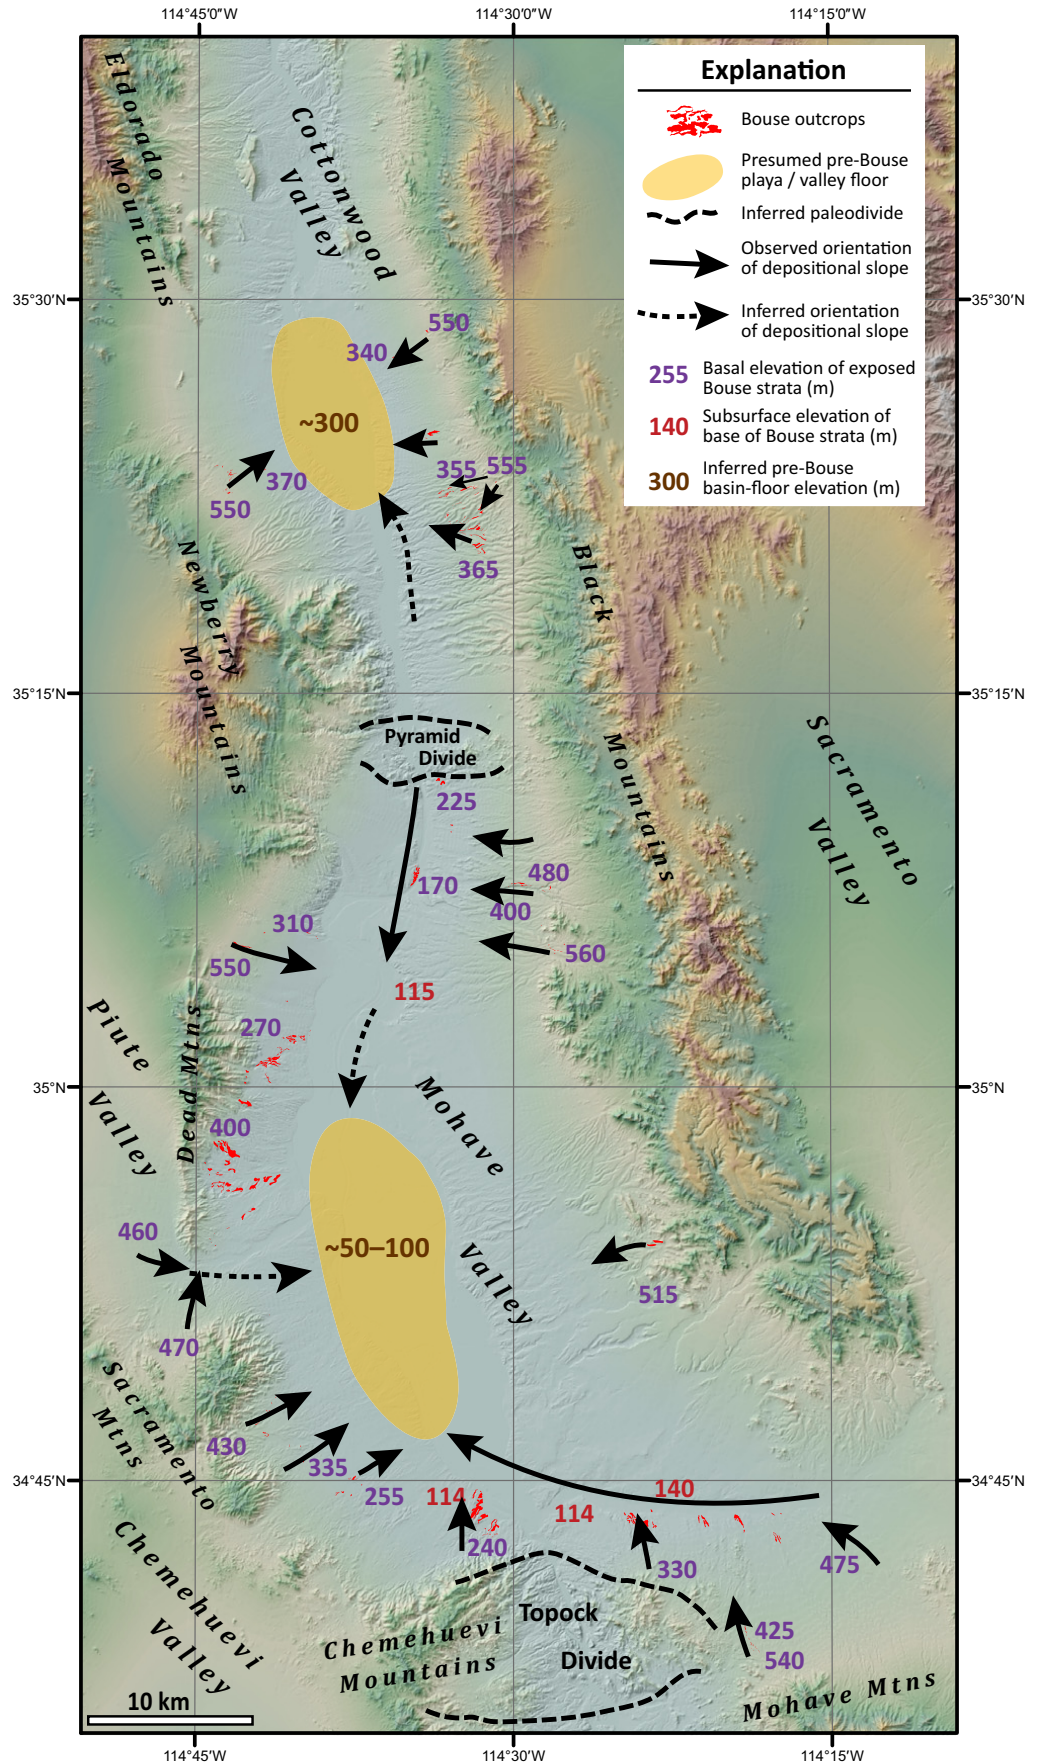 114°45'0"W
114°30'0"W
114°15'0"W
Explanation
Bouse outcrops
Presumed pre-Bouse
playa / valley floor
Inferred paleodivide
Observed orientation
of depositional slope
Inferred orientation
of depositional slope
255
Basal elevation of exposed
Bouse strata (m)
140
Subsurface elevation of
base of Bouse strata (m)
300
Inferred pre-Bouse
basin-floor elevation (m)
Eldorado
Mountains
Cottonwood
Valley
35°30'N
35°30'N
550
340
~300
370
550
355
555
365
Newberry
Mountains
Black
Mountains
35°15'N
35°15'N
Pyramid
Divide
Sacramento
Valley
225
170
480
400
310
550
560
115
Piute
Valley
Dead Mtns
270
35°N
35°N
Mohave
Valley
400
460
~50–100
515
470
Sacramento
Mtns
430
335
255
34°45'N
34°45'N
114
140
114
240
330
475
Chemehuevi
Valley
Chemehuevi
Mountains
Topock
Divide
425
540
Mohave Mtns
10 km
114°45'W
114°30'W
114°15'W